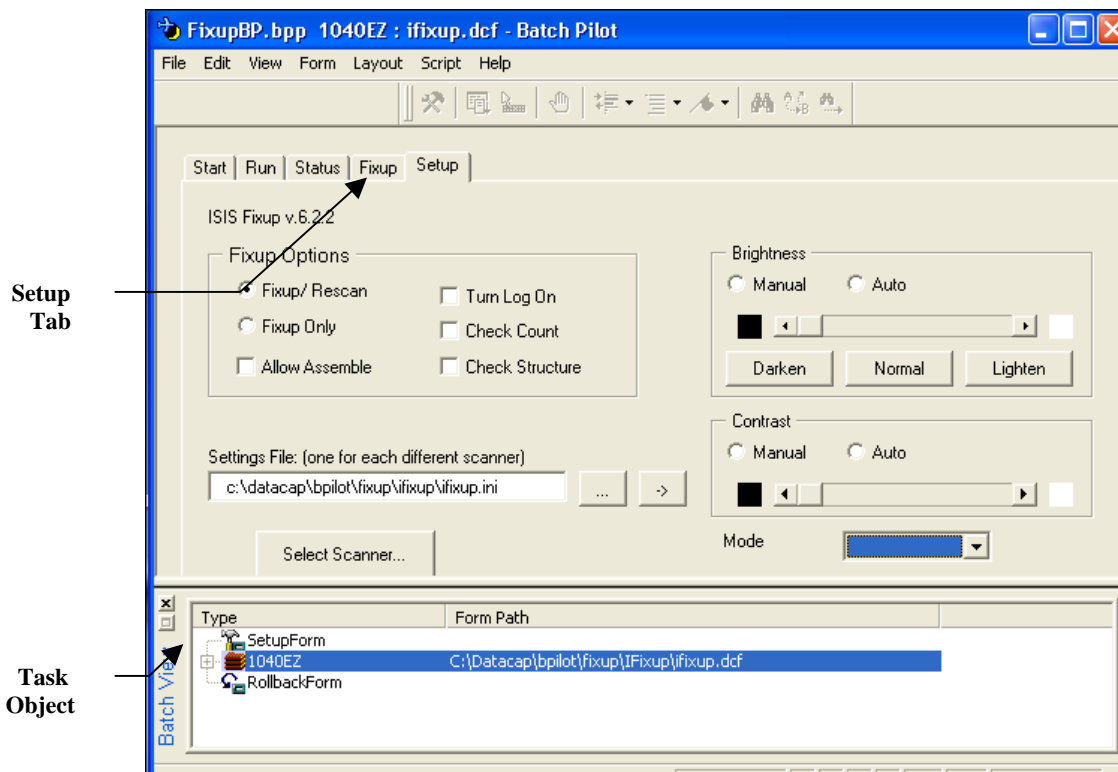 FixupBP.bpp 1040EZ : ifixup.dcf - Batch Pilot
File Edit View Form Layout Script Help
Start Run Status Fixup Setup
ISIS Fixup v.6.2.2
Fixup Options
Fixup/ Rescan
Turn Log On
Fixup Only
Check Count
Allow Assemble
Check Structure
Brightness
Manual Auto
Darken Normal Lighten
Contrast
Manual Auto
Settings File: (one for each different scanner)
c:\datacap\bpilot\fixup\ifixup\ifixup.ini
... ->
Mode
Select Scanner...
Setup
Tab
Type Form Path
SetupForm
1040EZ C:\Datacap\bpilot\fixup\IFixup\ifixup.dcf
RollbackForm
Batch View
Task
Object